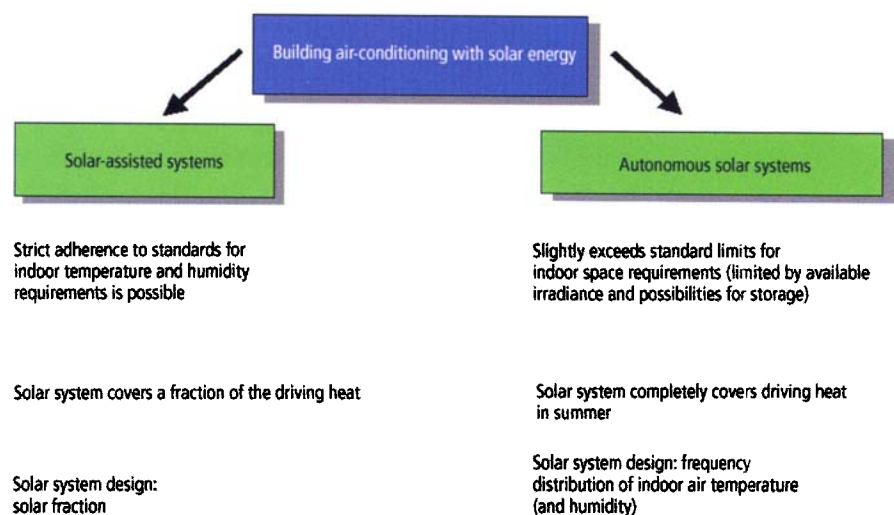 Building air-conditioning with solar energy
Solar-assisted systems
Autonomous solar systems
Strict adherence to standards for
indoor temperature and humidity
requirements is possible
Slightly exceeds standard limits for
indoor space requirements (limited by available
irradiance and possibilities for storage)
Solar system covers a fraction of the driving heat
Solar system completely covers driving heat
in summer
Solar system design:
solar fraction
Solar system design: frequency
distribution of indoor air temperature
(and humidity)